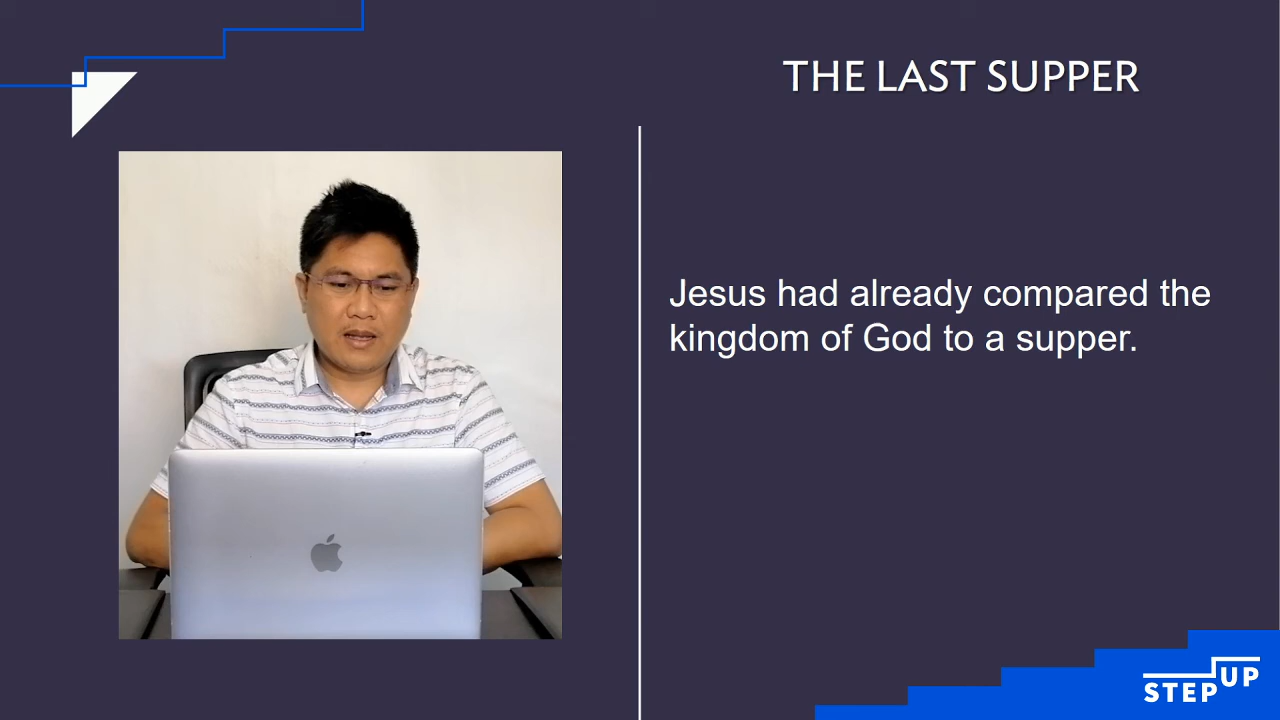 THE LAST SUPPER
Jesus had already compared the
kingdom of God to a supper.
STEP UP